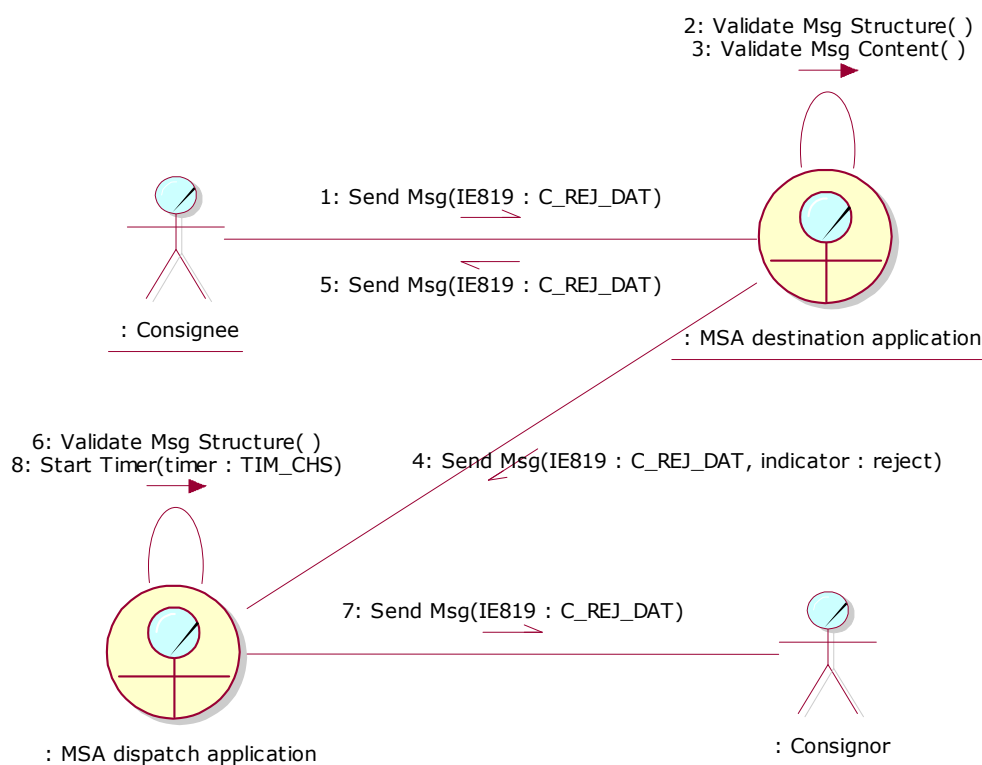 2: Validate Msg Structure( )
3: Validate Msg Content( )
1: Send Msg(IE819 : C_REJ_DAT)
5: Send Msg(IE819 : C_REJ_DAT)
: Consignee
: MSA destination application
6: Validate Msg Structure( )
8: Start Timer(timer : TIM_CHS)
4: Send Msg(IE819 : C_REJ_DAT, indicator : reject)
7: Send Msg(IE819 : C_REJ_DAT)
: MSA dispatch application
: Consignor